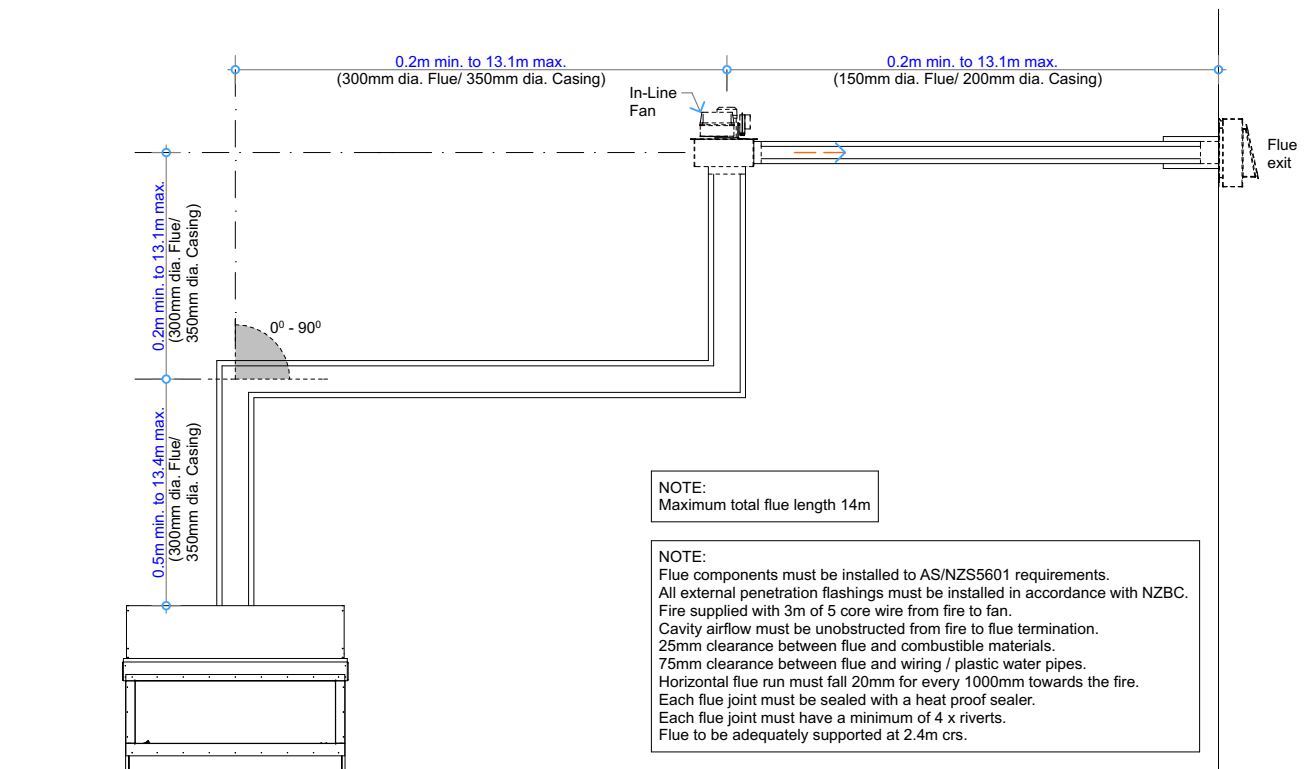 0.2m min. to 13.1m max.
(300mm dia. Flue/ 350mm dia. Casing)
0.2m min. to 13.1m max.
(150mm dia. Flue/ 200mm dia. Casing)
In-Line
Fan
Flue
exit
0.2m min. to 13.1m max.
(300mm dia. Flue/
350mm dia. Casing)
0⁰ - 90⁰
0.5m min. to 13.4m max.
(300mm dia. Flue/
350mm dia. Casing)
NOTE:
Maximum total flue length 14m
NOTE:
Flue components must be installed to AS/NZS5601 requirements.
All external penetration flashings must be installed in accordance with NZBC.
Fire supplied with 3m of 5 core wire from fire to fan.
Cavity airflow must be unobstructed from fire to flue termination.
25mm clearance between flue and combustible materials.
75mm clearance between flue and wiring / plastic water pipes.
Horizontal flue run must fall 20mm for every 1000mm towards the fire.
Each flue joint must be sealed with a heat proof sealer.
Each flue joint must have a minimum of 4 x riverts.
Flue to be adequately supported at 2.4m crs.